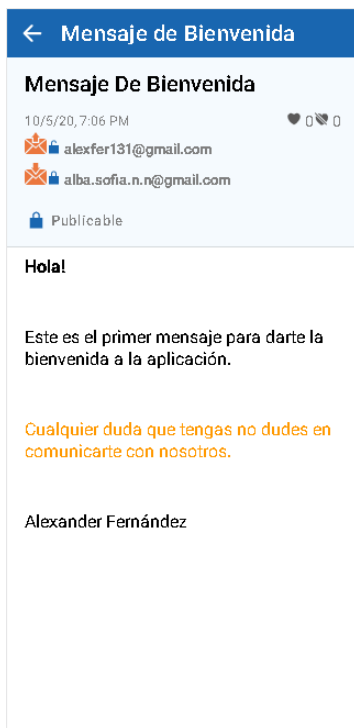 Mensaje de Bienvenida
Mensaje De Bienvenida
10/5/20, 7:06 PM 0 0
alexfer131@gmail.com
alba.sofia.n.n@gmail.com
Publicable
Hola!
Este es el primer mensaje para darte la
bienvenida a la aplicación.
Cualquier duda que tengas no dudes en
comunicarte con nosotros.
Alexander Fernández